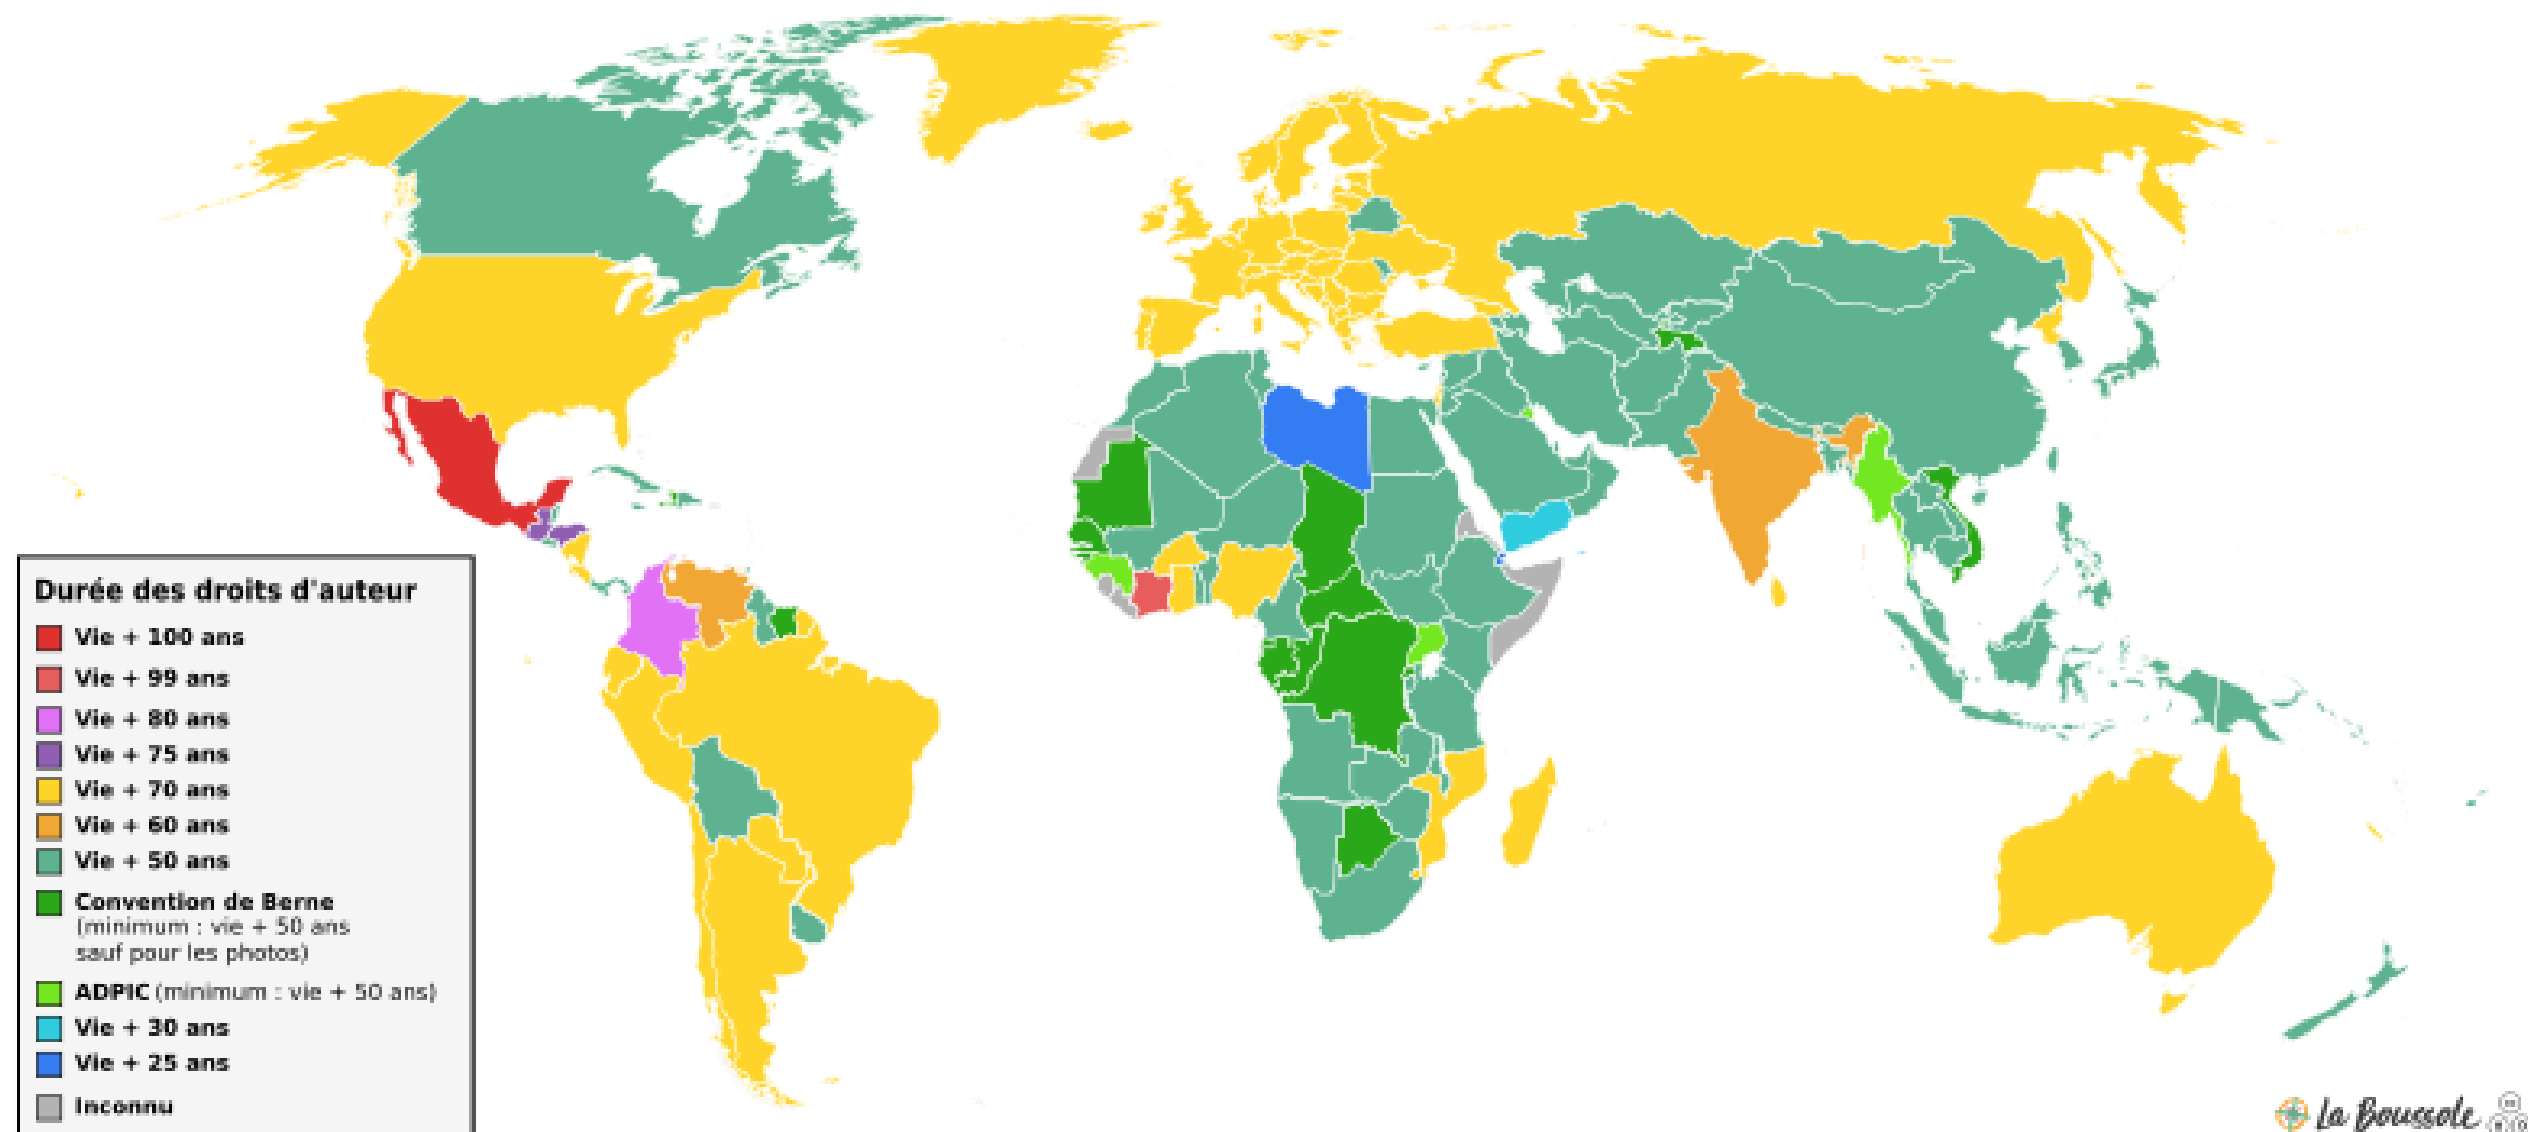 Durée des droits d'auteur
Vie + 100 ans
Vie + 99 ans
Vie + 80 ans
Vie + 75 ans
Vie + 70 ans
Vie + 60 ans
Vie + 50 ans
Convention de Berne
(minimum : vie + 50 ans
sauf pour les photos)
ADPIC (minimum : vie + 50 ans)
Vie + 30 ans
Vie + 25 ans
Inconnu
La Boussole